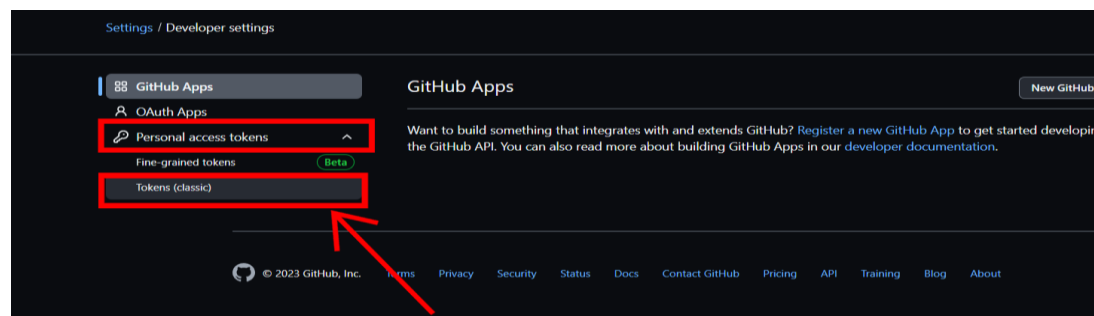 Settings / Developer settings
GitHub Apps
OAuth Apps
Personal access tokens
Fine-grained tokens Beta
Tokens (classic)
GitHub Apps
New GitHub
Want to build something that integrates with and extends GitHub? Register a new GitHub App to get started developin
the GitHub API. You can also read more about building GitHub Apps in our developer documentation.
© 2023 GitHub, Inc. Terms Privacy Security Status Docs Contact GitHub Pricing API Training Blog About